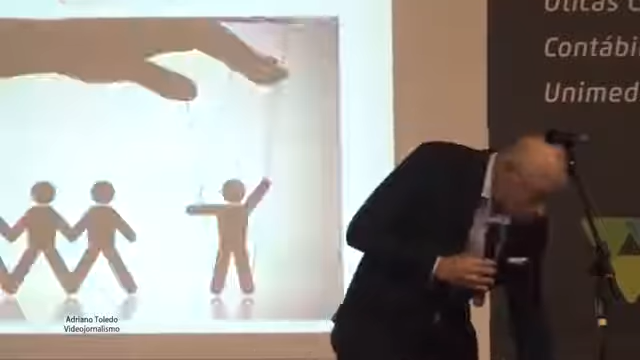 Óticas C
Contábi
Unimed
Adriano Toledo
Videojornalismo